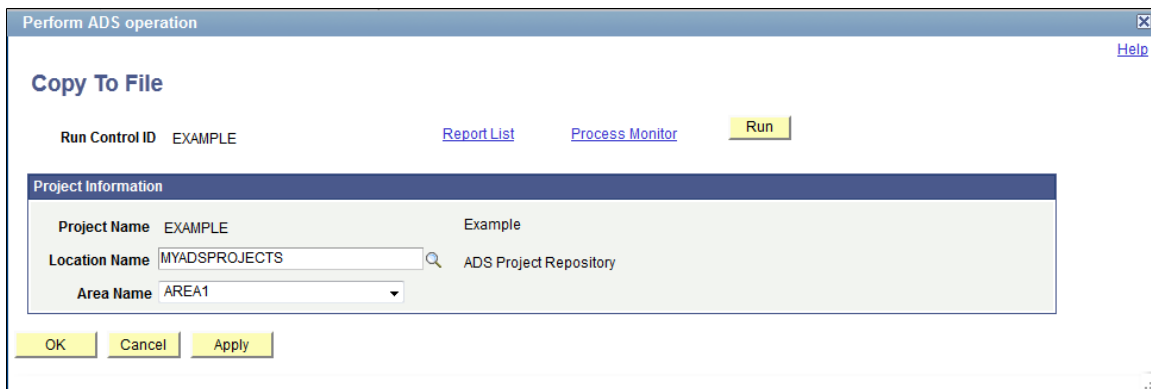 Perform ADS operation
Help
Copy To File
Run Control ID EXAMPLE Report List Process Monitor Run
Project Information
Project Name EXAMPLE Example
Location Name MYADSPROJECTS ADS Project Repository
Area Name AREA1
OK Cancel Apply